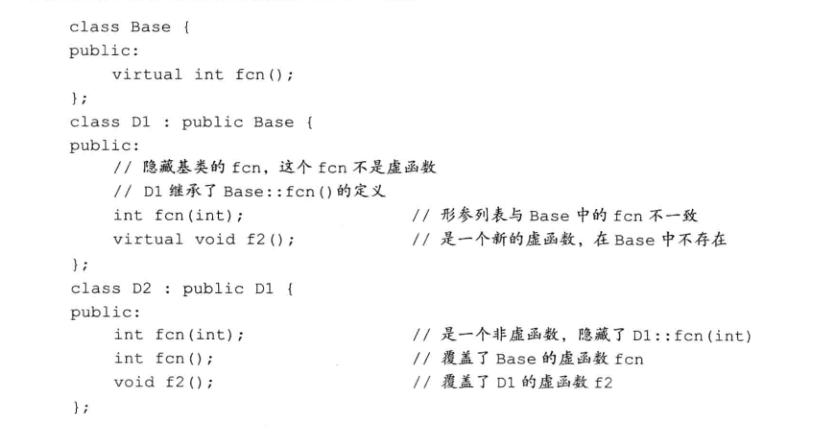 class Base {
public:
    virtual int fcn();
};
class D1 : public Base {
public:
    // 隐藏基类的 fcn，这个 fcn 不是虚函数
    // D1 继承了 Base::fcn()的定义
    int fcn(int);                // 形参列表与 Base 中的 fcn 不一致
    virtual void f2();           // 是一个新的虚函数，在 Base 中不存在
};
class D2 : public D1 {
public:
    int fcn(int);                // 是一个非虚函数，隐藏了 D1::fcn(int)
    int fcn();                   // 覆盖了 Base 的虚函数 fcn
    void f2();                   // 覆盖了 D1 的虚函数 f2
};